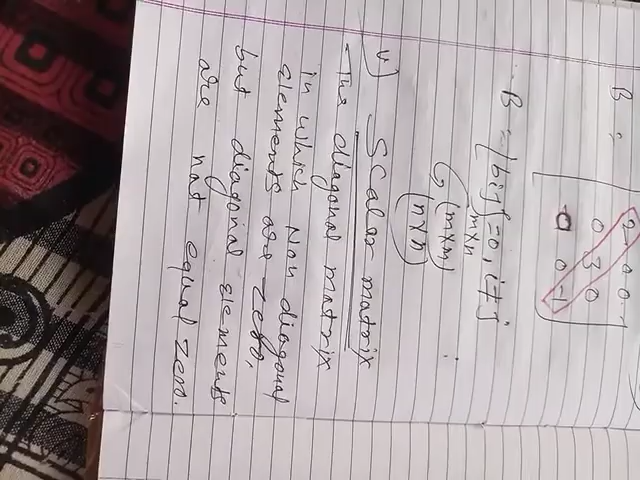 B =
2 0 0
0 3 0
0 0 -1
B = [bij] = 0, i≠j
m×n
↳ (m×m)
(n×n)
v) Scalar matrix
The diagonal matrix
in which Non diagonal
elements are zero,
but diagonal elements
are not equal zero.